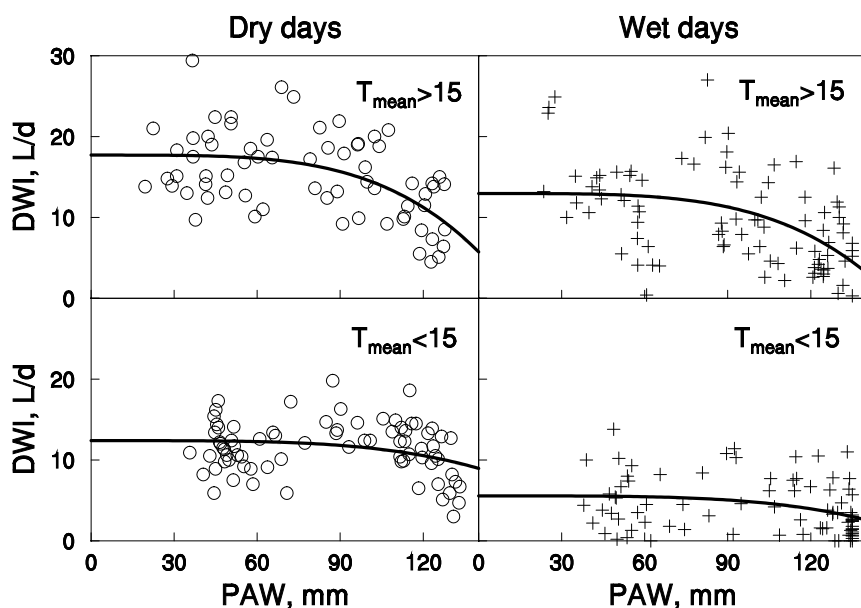 Dry days Wet days
30
T_mean>15 T_mean>15
DWI, L/d
20
10
0
T_mean<15 T_mean<15
DWI, L/d
20
10
0
0 30 60 90 120 0 30 60 90 120
PAW, mm PAW, mm